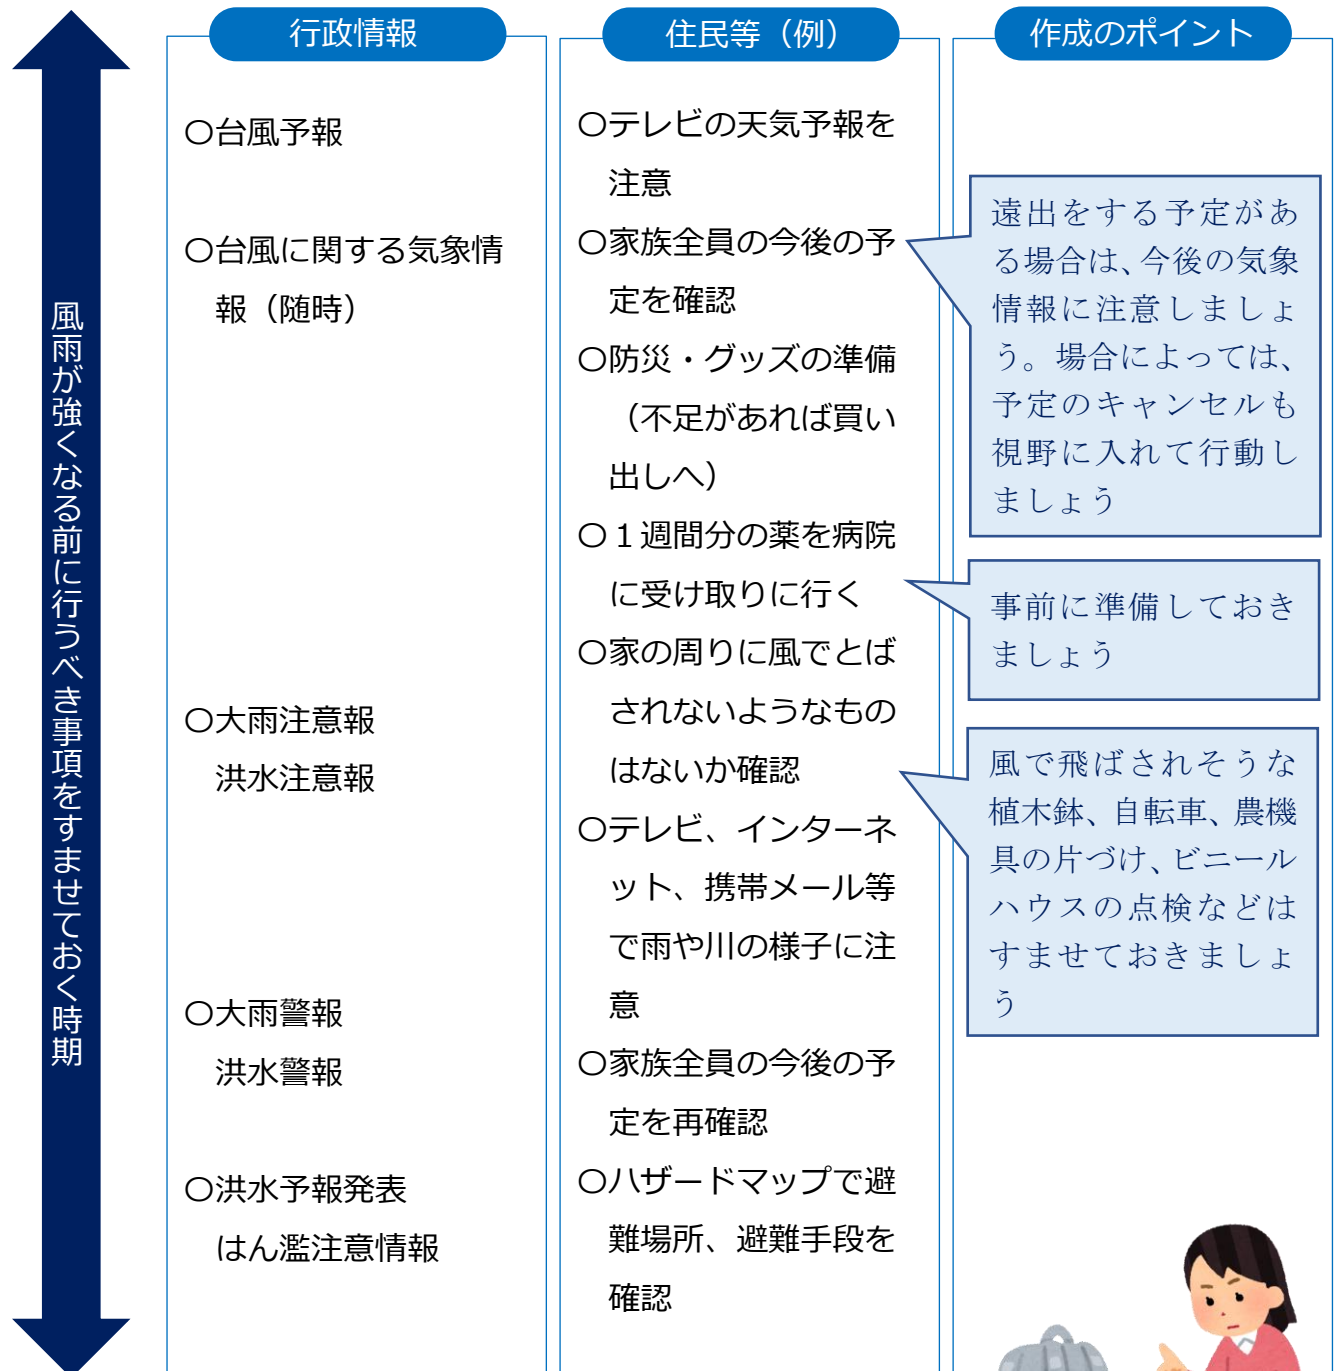 風雨が強くなる前に行うべき事項をすませておく時期
行政情報
〇台風予報
〇台風に関する気象情
報（随時）
〇大雨注意報
洪水注意報
〇大雨警報
洪水警報
〇洪水予報発表
はん濫注意情報
住民等（例）
〇テレビの天気予報を
注意
〇家族全員の今後の予
定を確認
〇防災・グッズの準備
（不足があれば買い
出しへ）
〇１週間分の薬を病院
に受け取りに行く
〇家の周りに風でとば
されないようなもの
はないか確認
〇テレビ、インターネ
ット、携帯メール等
で雨や川の様子に注
意
〇家族全員の今後の予
定を再確認
〇ハザードマップで避
難場所、避難手段を
確認
作成のポイント
遠出をする予定があ
る場合は、今後の気象
情報に注意しましょ
う。場合によっては、
予定のキャンセルも
視野に入れて行動し
ましょう
事前に準備しておき
ましょう
風で飛ばされそうな
植木鉢、自転車、農機
具の片づけ、ビニール
ハウスの点検などは
すませておきましょ
う